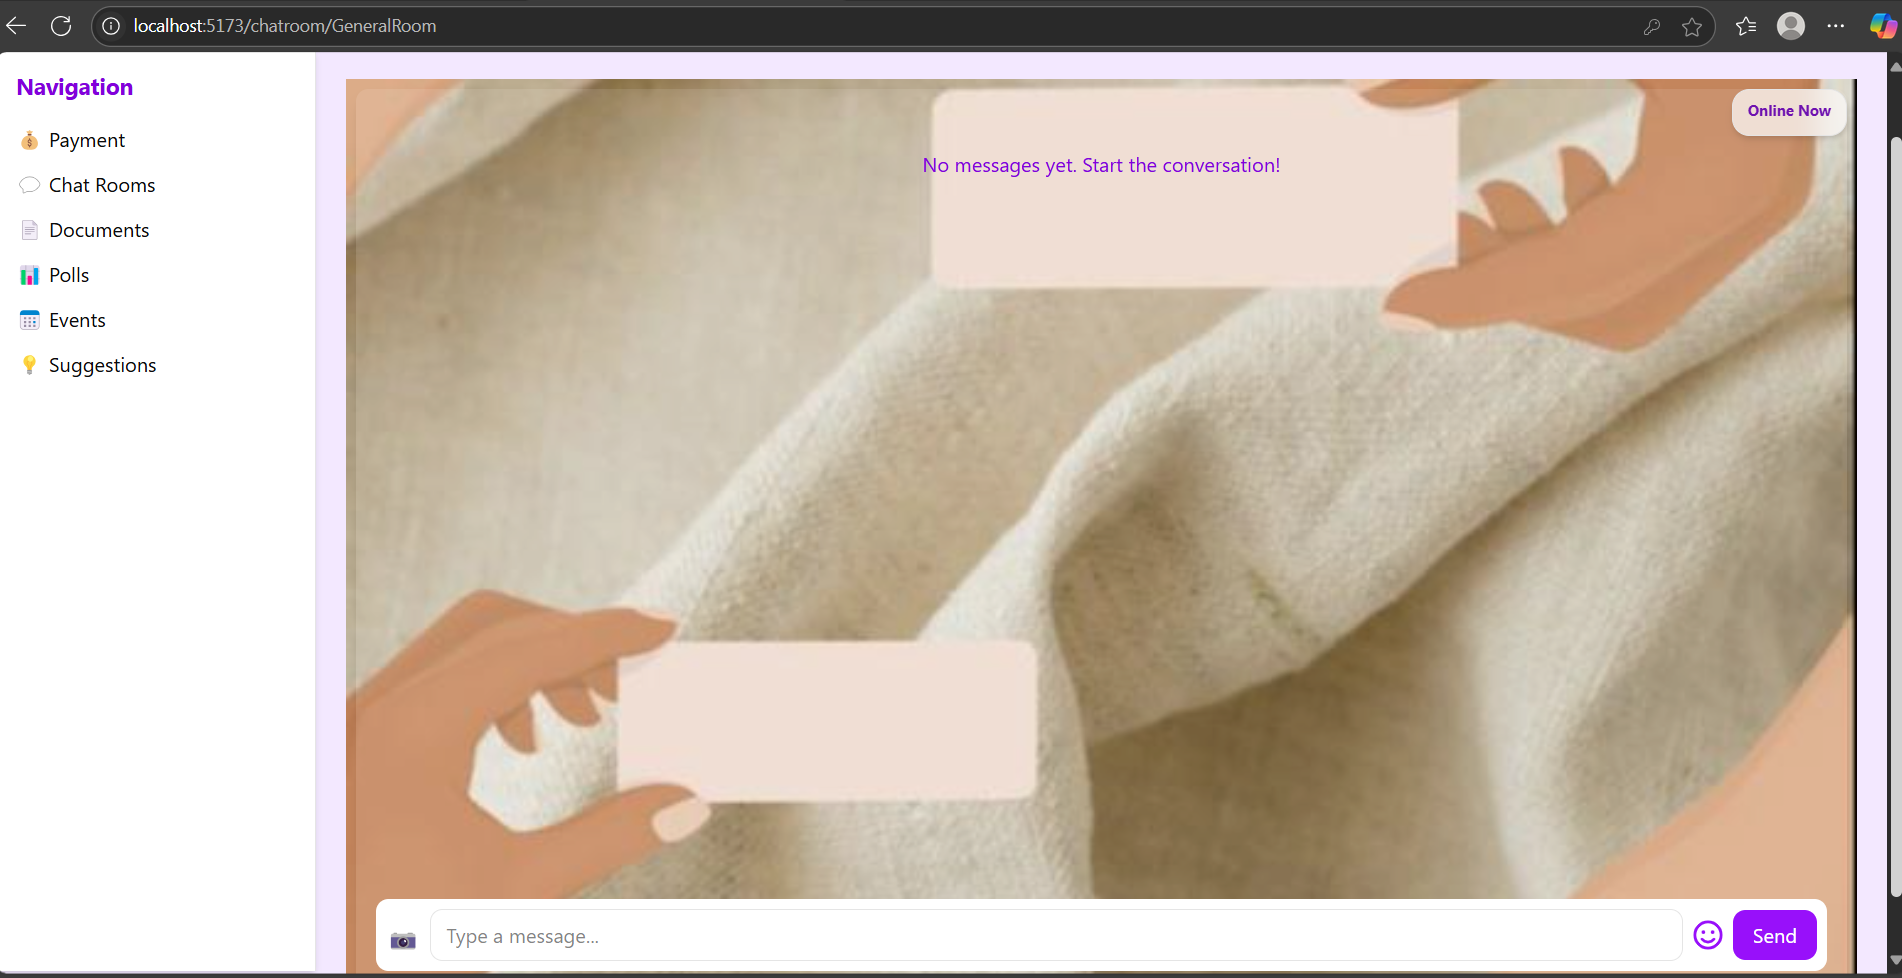 localhost:5173/chatroom/GeneralRoom
Navigation
Payment
Chat Rooms
Documents
Polls
Events
Suggestions
Online Now
No messages yet. Start the conversation!
Type a message...
Send